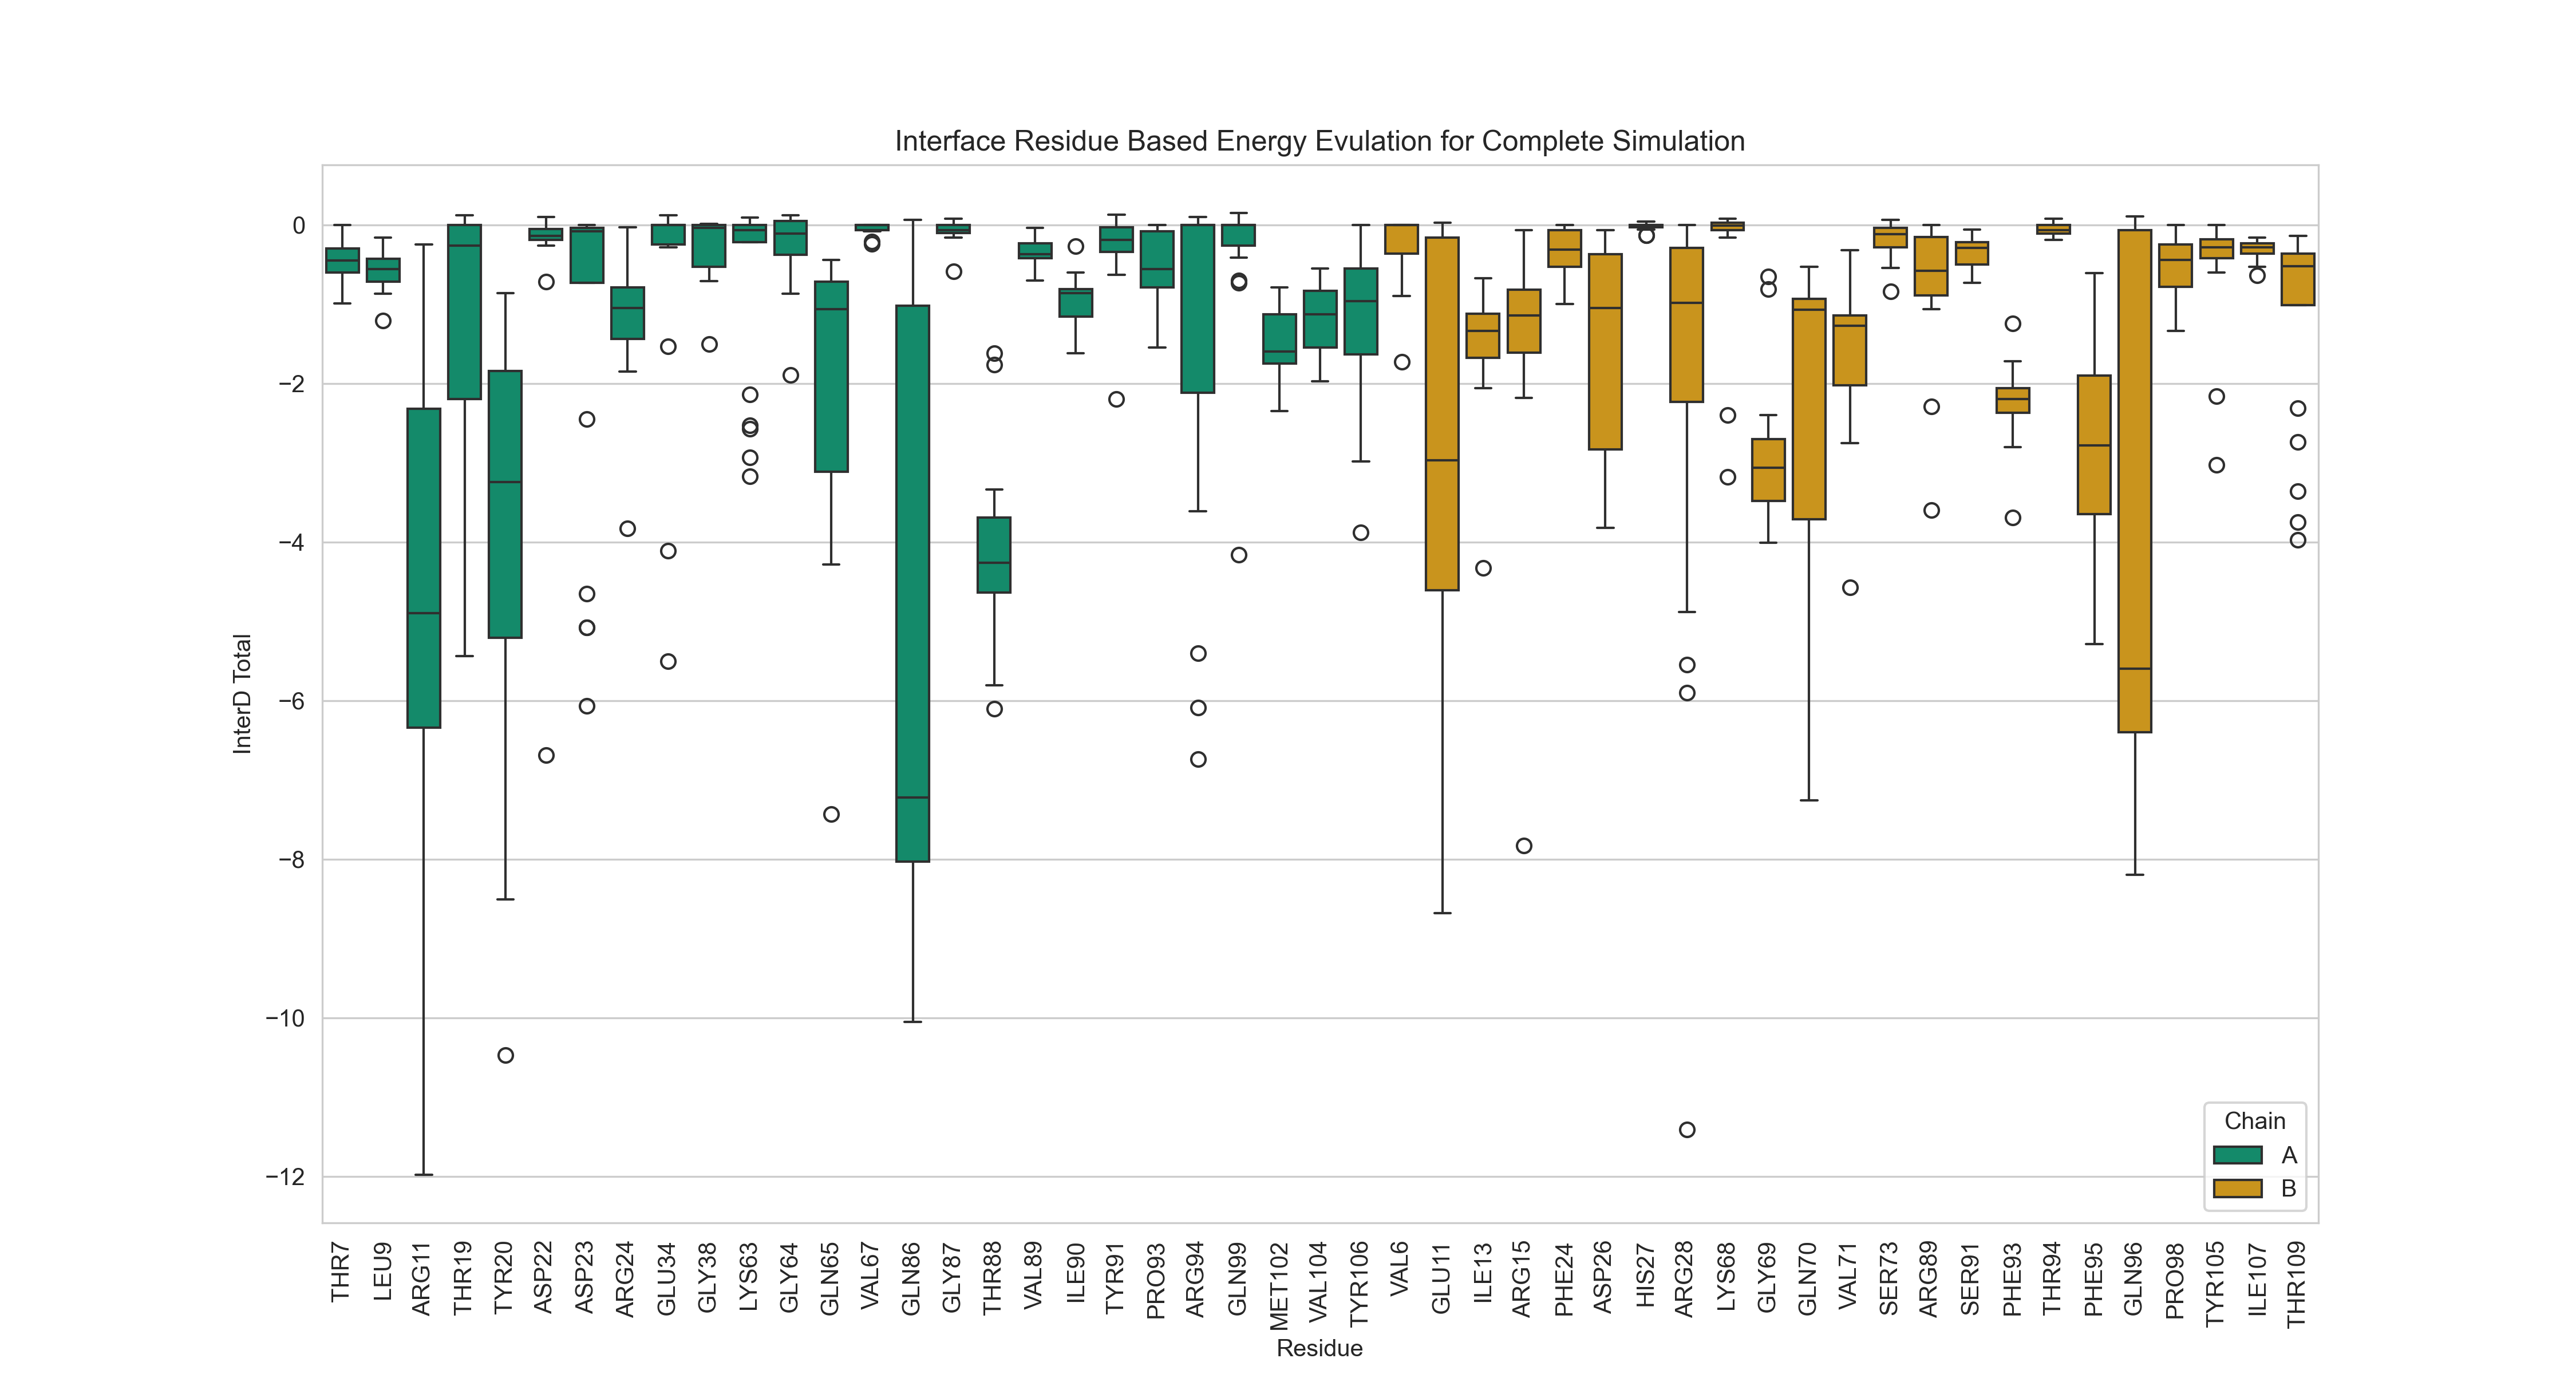 Interface Residue Based Energy Evulation for Complete Simulation
InterD Total
0
−2
−4
−6
−8
−10
−12
THR7
LEU9
ARG11
THR19
TYR20
ASP22
ASP23
ARG24
GLU34
GLY38
LYS63
GLY64
GLN65
VAL67
GLN86
GLY87
THR88
VAL89
ILE90
TYR91
PRO93
ARG94
GLN99
MET102
VAL104
TYR106
VAL6
GLU11
ILE13
ARG15
PHE24
ASP26
HIS27
ARG28
LYS68
GLY69
GLN70
VAL71
SER73
ARG89
SER91
PHE93
THR94
PHE95
GLN96
PRO98
TYR105
ILE107
THR109
Residue
Chain
A
B